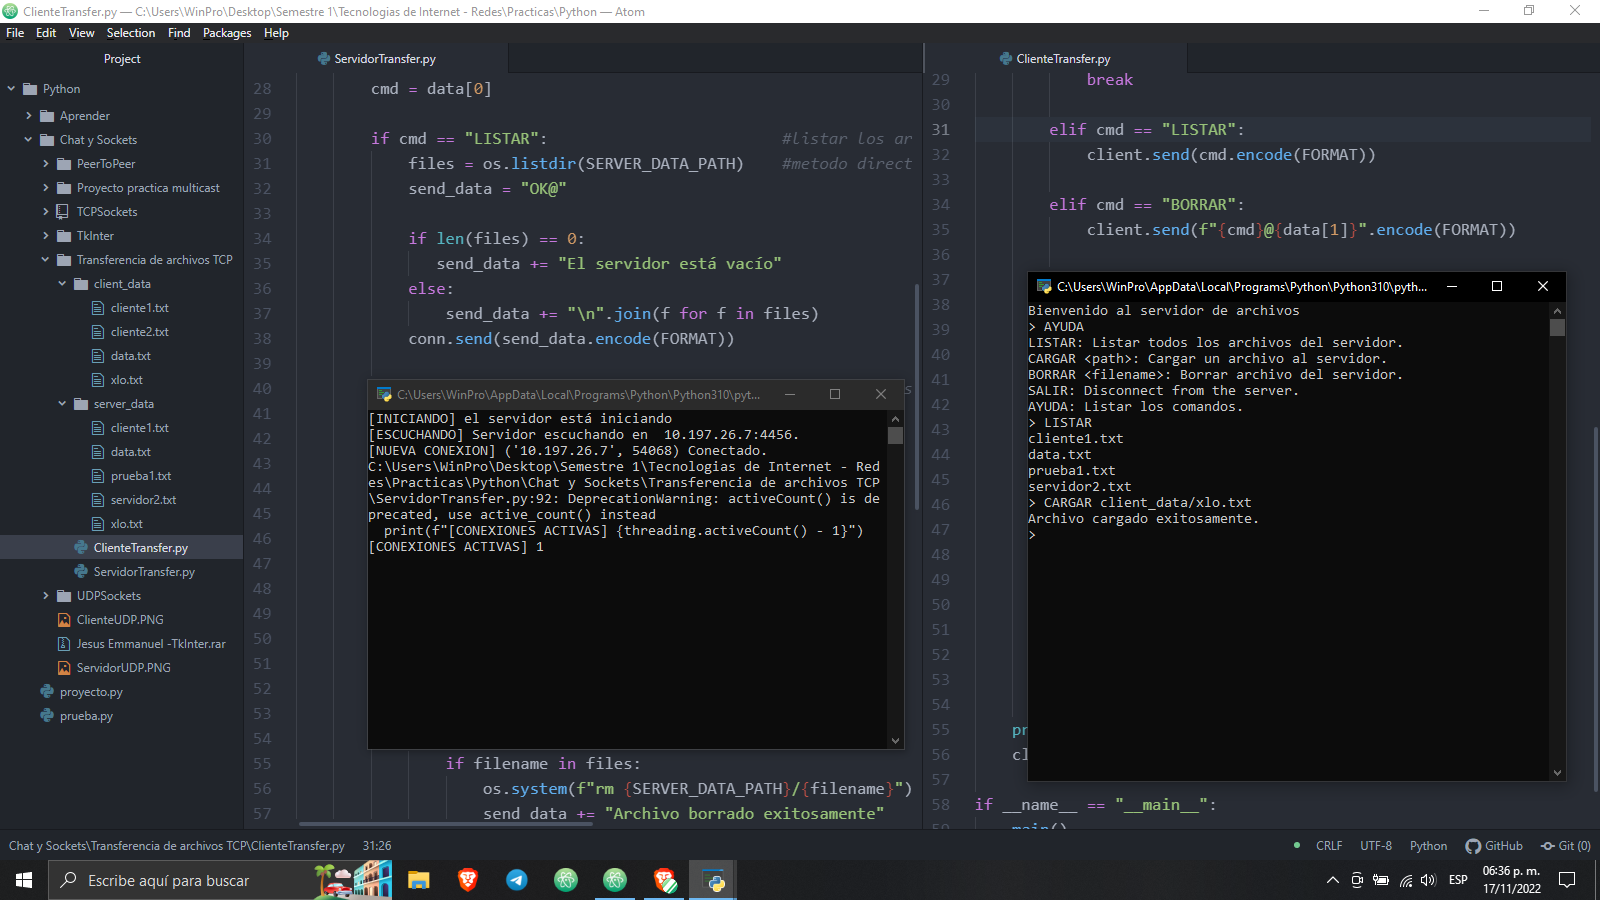 ClienteTransfer.py — C:\Users\WinPro\Desktop\Semestre 1\Tecnologias de Internet - Redes\Practicas\Python — Atom
File Edit View Selection Find Packages Help
Project
Python
Aprender
Chat y Sockets
PeerToPeer
Proyecto practica multicast
TCPSockets
TkInter
Transferencia de archivos TCP
client_data
cliente1.txt
cliente2.txt
data.txt
xlo.txt
server_data
cliente1.txt
data.txt
prueba1.txt
servidor2.txt
xlo.txt
ClienteTransfer.py
ServidorTransfer.py
UDPSockets
ClienteUDP.PNG
Jesus Emmanuel -TkInter.rar
ServidorUDP.PNG
proyecto.py
prueba.py
ServidorTransfer.py
28 cmd = data[0]
29
30 if cmd == "LISTAR": #listar los ar
31 files = os.listdir(SERVER_DATA_PATH) #metodo direct
32 send_data = "OK@"
33
34 if len(files) == 0:
35 send_data += "El servidor está vacío"
36 else:
37 send_data += "\n".join(f for f in files)
38 conn.send(send_data.encode(FORMAT))
39
40
41
42
43
44
45
46
47
48
49
50
51
52
53
54
55 if filename in files:
56 os.system(f"rm {SERVER_DATA_PATH}/{filename}")
57 send_data += "Archivo borrado exitosamente"
C:\Users\WinPro\AppData\Local\Programs\Python\Python310\pyt...
[INICIANDO] el servidor está iniciando
[ESCUCHANDO] Servidor escuchando en  10.197.26.7:4456.
[NUEVA CONEXION] ('10.197.26.7', 54068) Conectado.
C:\Users\WinPro\Desktop\Semestre 1\Tecnologias de Internet - Red
es\Practicas\Python\Chat y Sockets\Transferencia de archivos TCP
\ServidorTransfer.py:92: DeprecationWarning: activeCount() is de
precated, use active_count() instead
print(f"[CONEXIONES ACTIVAS] {threading.activeCount() - 1}")
[CONEXIONES ACTIVAS] 1
ClienteTransfer.py
29 break
30
31 elif cmd == "LISTAR":
32 client.send(cmd.encode(FORMAT))
33
34 elif cmd == "BORRAR":
35 client.send(f"{cmd}@{data[1]}".encode(FORMAT))
36
37
38
39
40
41
42
43
44
45
46
47
48
49
50
51
52
53
54
55 pr
56 cl
57
58 if __name__ == "__main__":
59 main()
C:\Users\WinPro\AppData\Local\Programs\Python\Python310\pyth...
Bienvenido al servidor de archivos
> AYUDA
LISTAR: Listar todos los archivos del servidor.
CARGAR <path>: Cargar un archivo al servidor.
BORRAR <filename>: Borrar archivo del servidor.
SALIR: Disconnect from the server.
AYUDA: Listar los comandos.
> LISTAR
cliente1.txt
data.txt
prueba1.txt
servidor2.txt
> CARGAR client_data/xlo.txt
Archivo cargado exitosamente.
>
Chat y Sockets\Transferencia de archivos TCP\ClienteTransfer.py 31:26
CRLF UTF-8 Python GitHub Git (0)
Escribe aquí para buscar
ESP
06:36 p. m.
17/11/2022